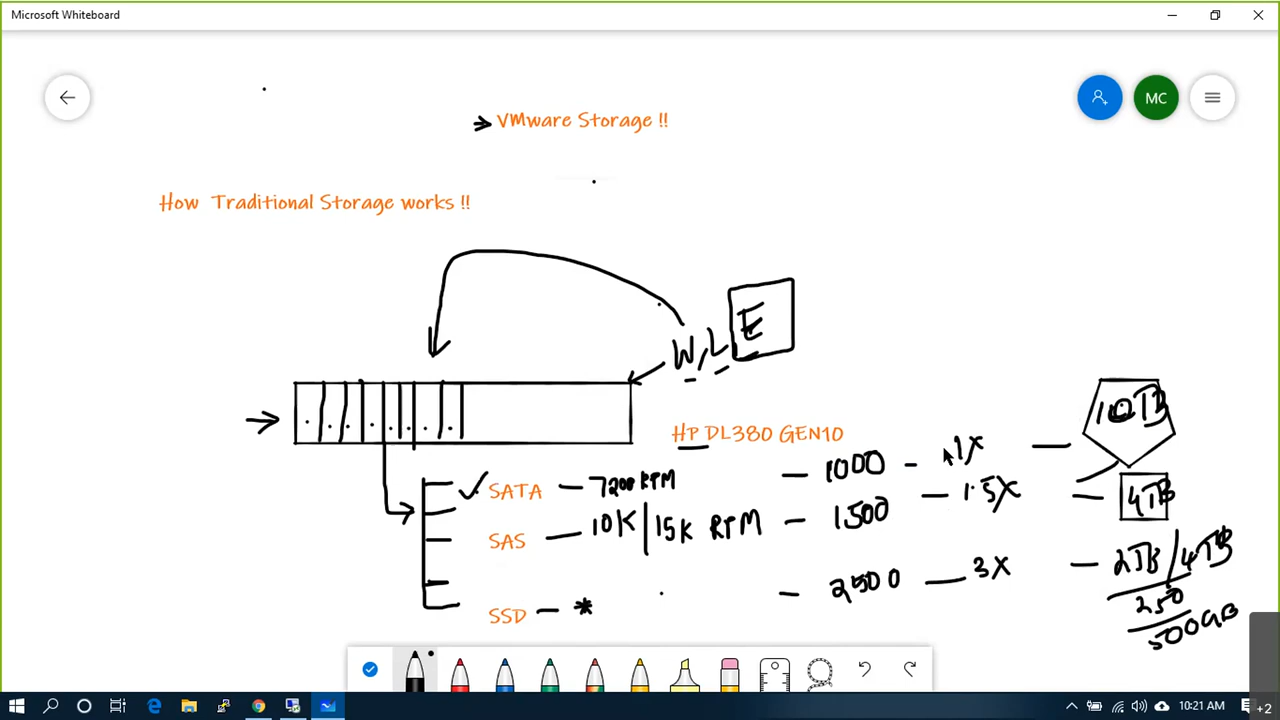 Microsoft Whiteboard
MC
VMware Storage !!
How Traditional Storage works !!
W, L E
HP DL380 GEN10
SATA — 7200 RPM — 1000 — 1X — 10TB
SAS — 10K/15K RPM — 1500 — 1.5X — 4TB
SSD — * — 2500 — 3X — 2TB/4TB
250
500GB
10:21 AM
+2